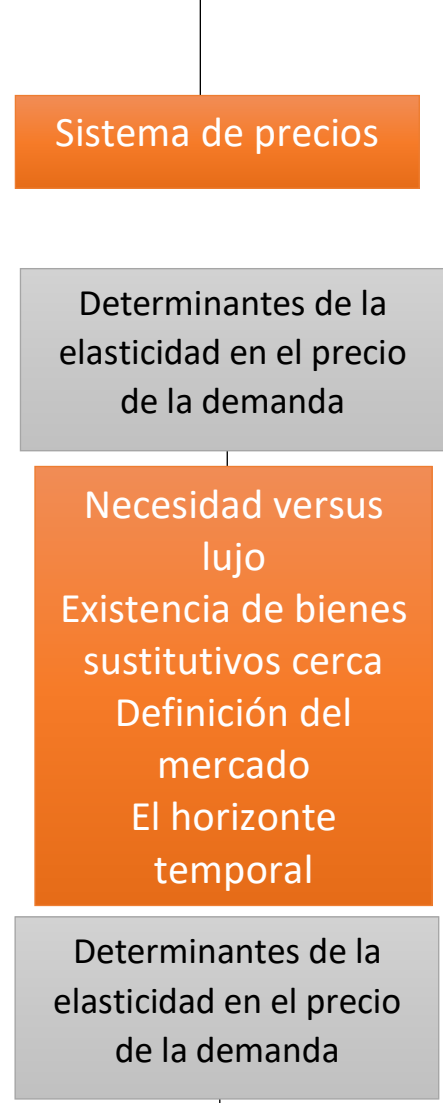 Sistema de precios
Determinantes de la
elasticidad en el precio
de la demanda
Necesidad versus
lujo
Existencia de bienes
sustitutivos cerca
Definición del
mercado
El horizonte
temporal
Determinantes de la
elasticidad en el precio
de la demanda